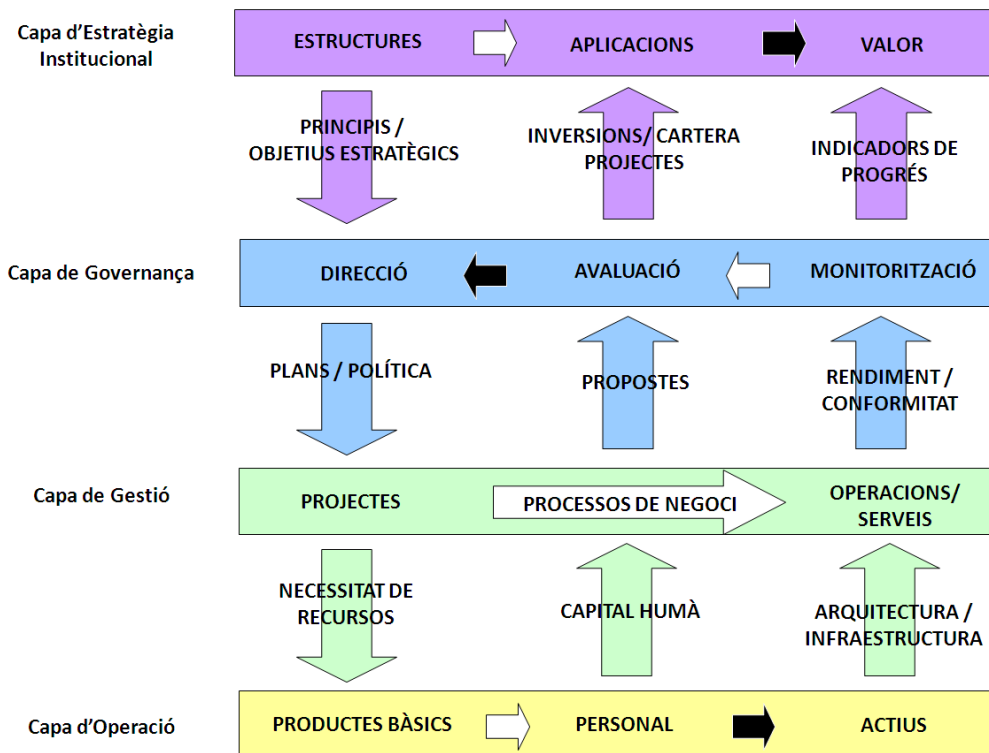 Capa d'Estratègia
Institucional
ESTRUCTURES
APLICACIONS
VALOR
PRINCIPIS /
OBJETIUS ESTRATÈGICS
INVERSIONS/ CARTERA
PROJECTES
INDICADORS DE
PROGRÉS
Capa de Governança
DIRECCIÓ
AVALUACIÓ
MONITORITZACIÓ
PLANS / POLÍTICA
PROPOSTES
RENDIMENT /
CONFORMITAT
Capa de Gestió
PROJECTES
PROCESSOS DE NEGOCI
OPERACIONS/
SERVEIS
NECESSITAT DE
RECURSOS
CAPITAL HUMÀ
ARQUITECTURA /
INFRAESTRUCTURA
Capa d'Operació
PRODUCTES BÀSICS
PERSONAL
ACTIUS